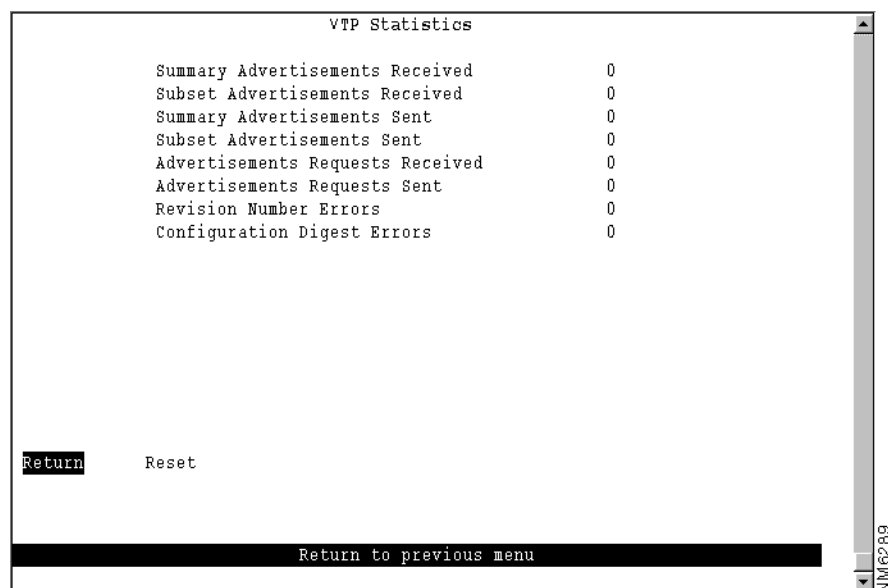 VTP Statistics
Summary Advertisements Received 0
Subset Advertisements Received 0
Summary Advertisements Sent 0
Subset Advertisements Sent 0
Advertisements Requests Received 0
Advertisements Requests Sent 0
Revision Number Errors 0
Configuration Digest Errors 0
Return Reset
Return to previous menu
NM6289